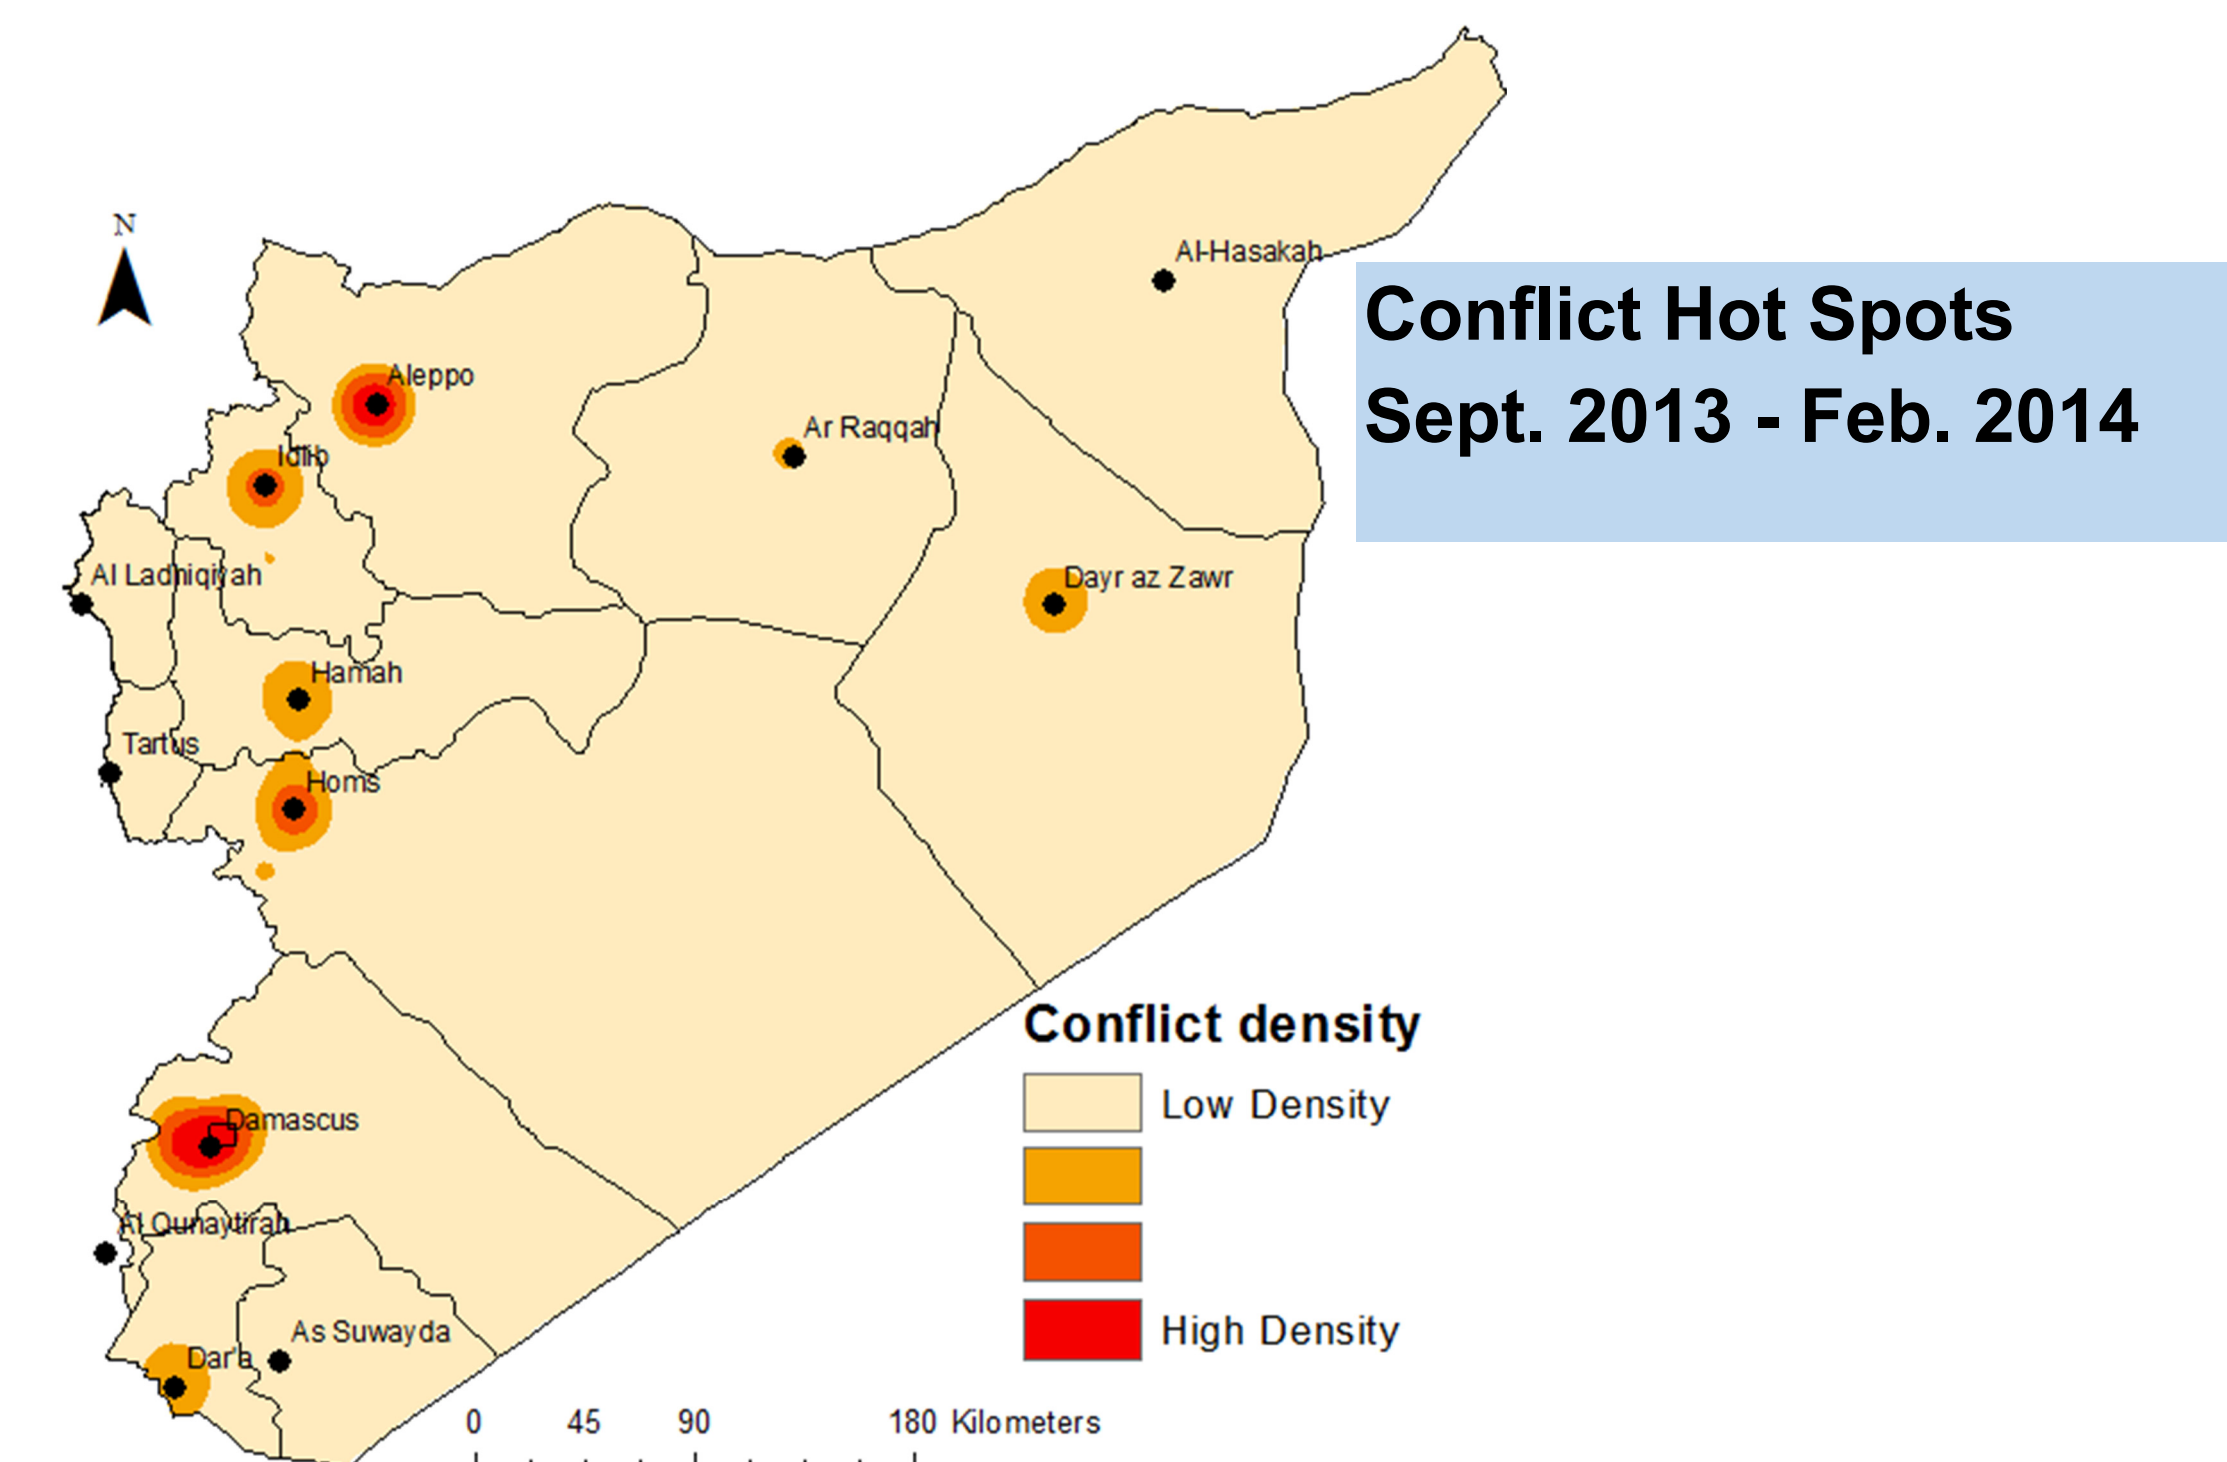 N
Al-Hasakah
Conflict Hot Spots
Sept. 2013 - Feb. 2014
Aleppo
Ar Raqqah
Idlib
Al Ladhiqiyah
Dayr az Zawr
Hamah
Tartus
Homs
Damascus
Al Qunaytirah
As Suwayda
Dar'a
Conflict density
Low Density
High Density
0 45 90 180 Kilometers